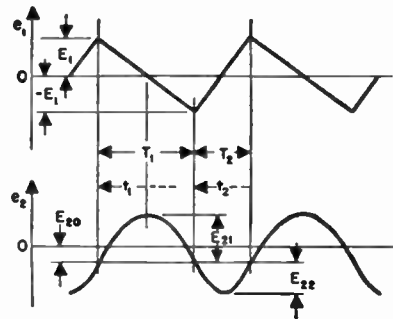 e₁
E₁
0
-E₁
T₁ T₂
t₁ t₂
e₂
E₂₀
0
E₂₁
E₂₂